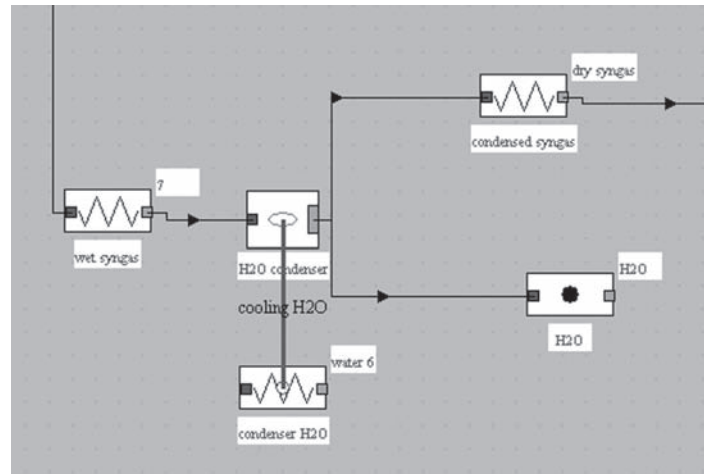 dry syngas
condensed syngas
7
wet syngas
H2O condenser
H2O
cooling H2O
H2O
water 6
condenser H2O